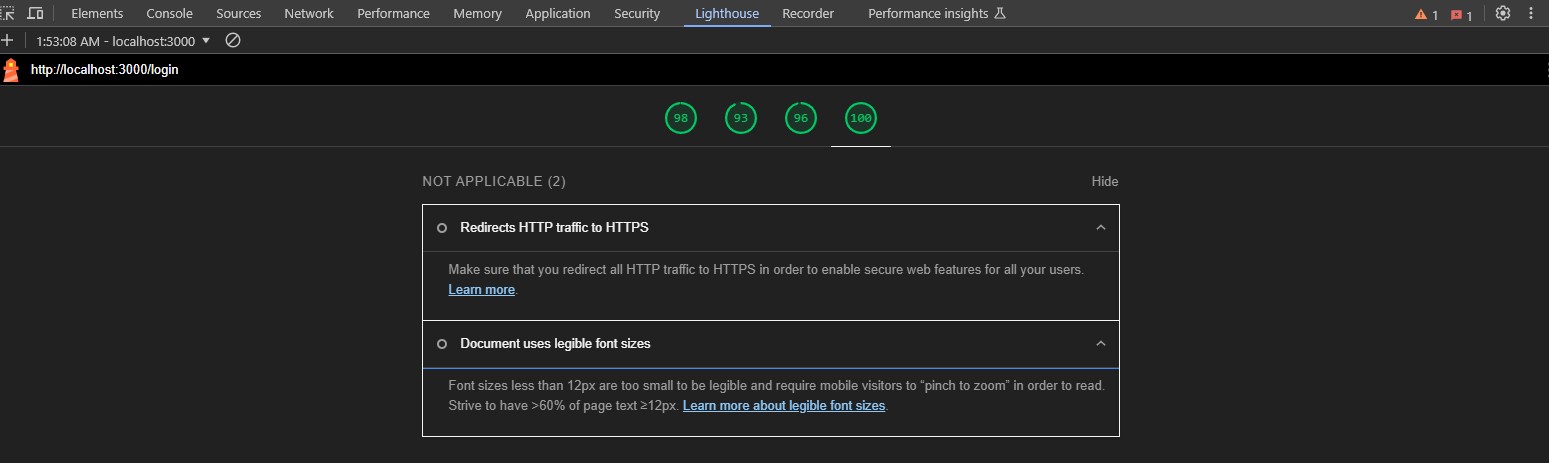 Elements Console Sources Network Performance Memory Application Security Lighthouse Recorder Performance insights 1 1
1:53:08 AM - localhost:3000
http://localhost:3000/login
98 93 96 100
NOT APPLICABLE (2) Hide
Redirects HTTP traffic to HTTPS
Make sure that you redirect all HTTP traffic to HTTPS in order to enable secure web features for all your users.
Learn more.
Document uses legible font sizes
Font sizes less than 12px are too small to be legible and require mobile visitors to “pinch to zoom” in order to read.
Strive to have >60% of page text ≥12px. Learn more about legible font sizes.